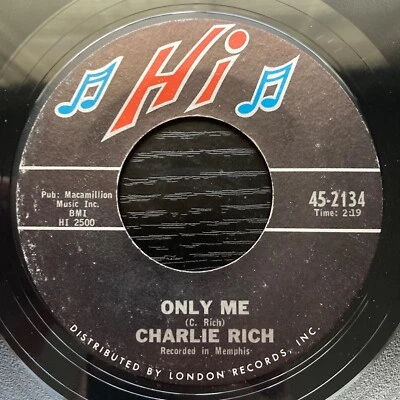 Hi
Pub: Macamillion
Music Inc.
BMI
HI 2500
45-2134
Time: 2:19
ONLY ME
(C. Rich)
CHARLIE RICH
Recorded in Memphis
DISTRIBUTED BY LONDON RECORDS, INC.